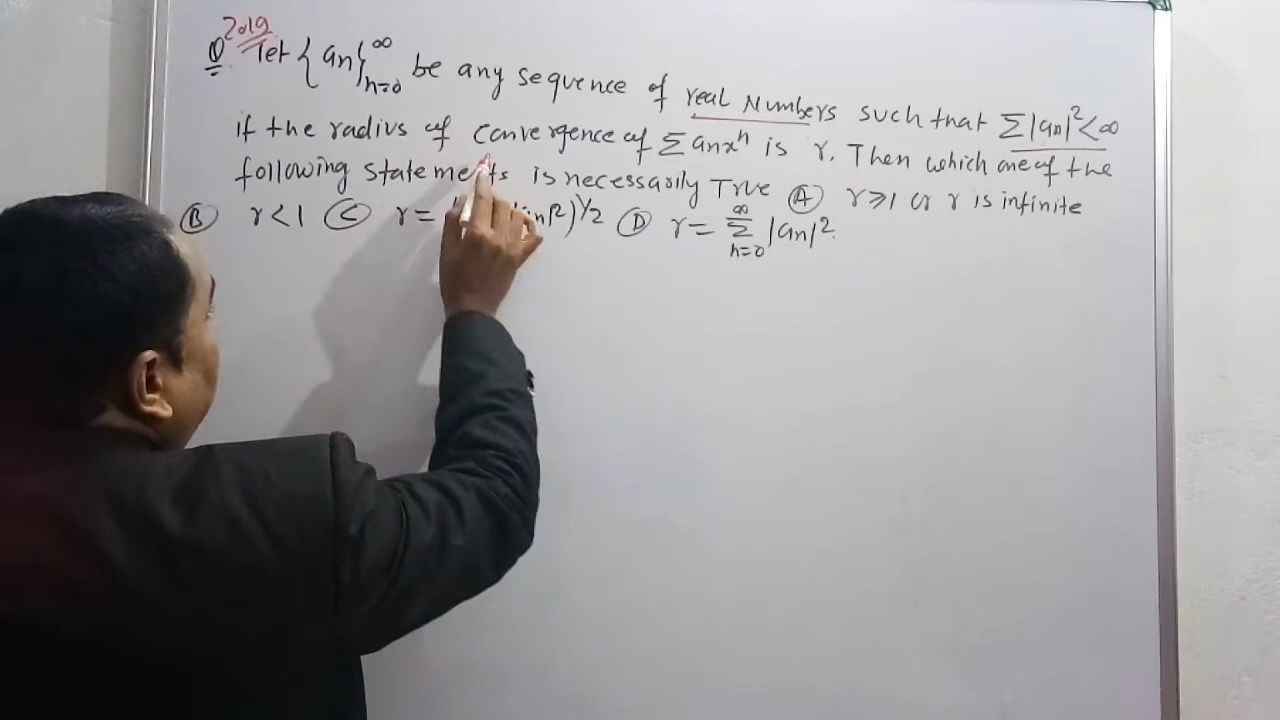 2019
Q. Let {an}∞n=0 be any sequence of real Numbers such that Σ|an|²<∞
if the radius of convergence of Σanxⁿ is r. Then which one of the
following statements is necessarily True (A) r≥1 or r is infinite
(B) r<1 (C) r= |²)1/2 (D) r= ∞Σn=0 |an|².